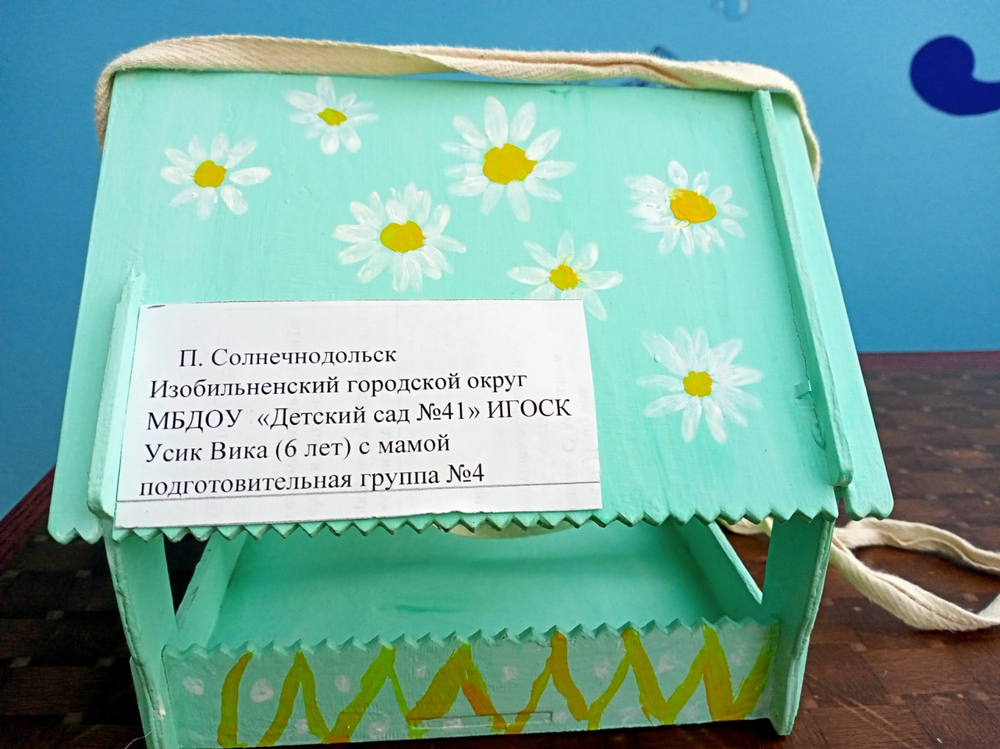 П. Солнечнодольск
Изобильненский городской округ
МБДОУ «Детский сад №41» ИГОСК
Усик Вика (6 лет) с мамой
подготовительная группа №4